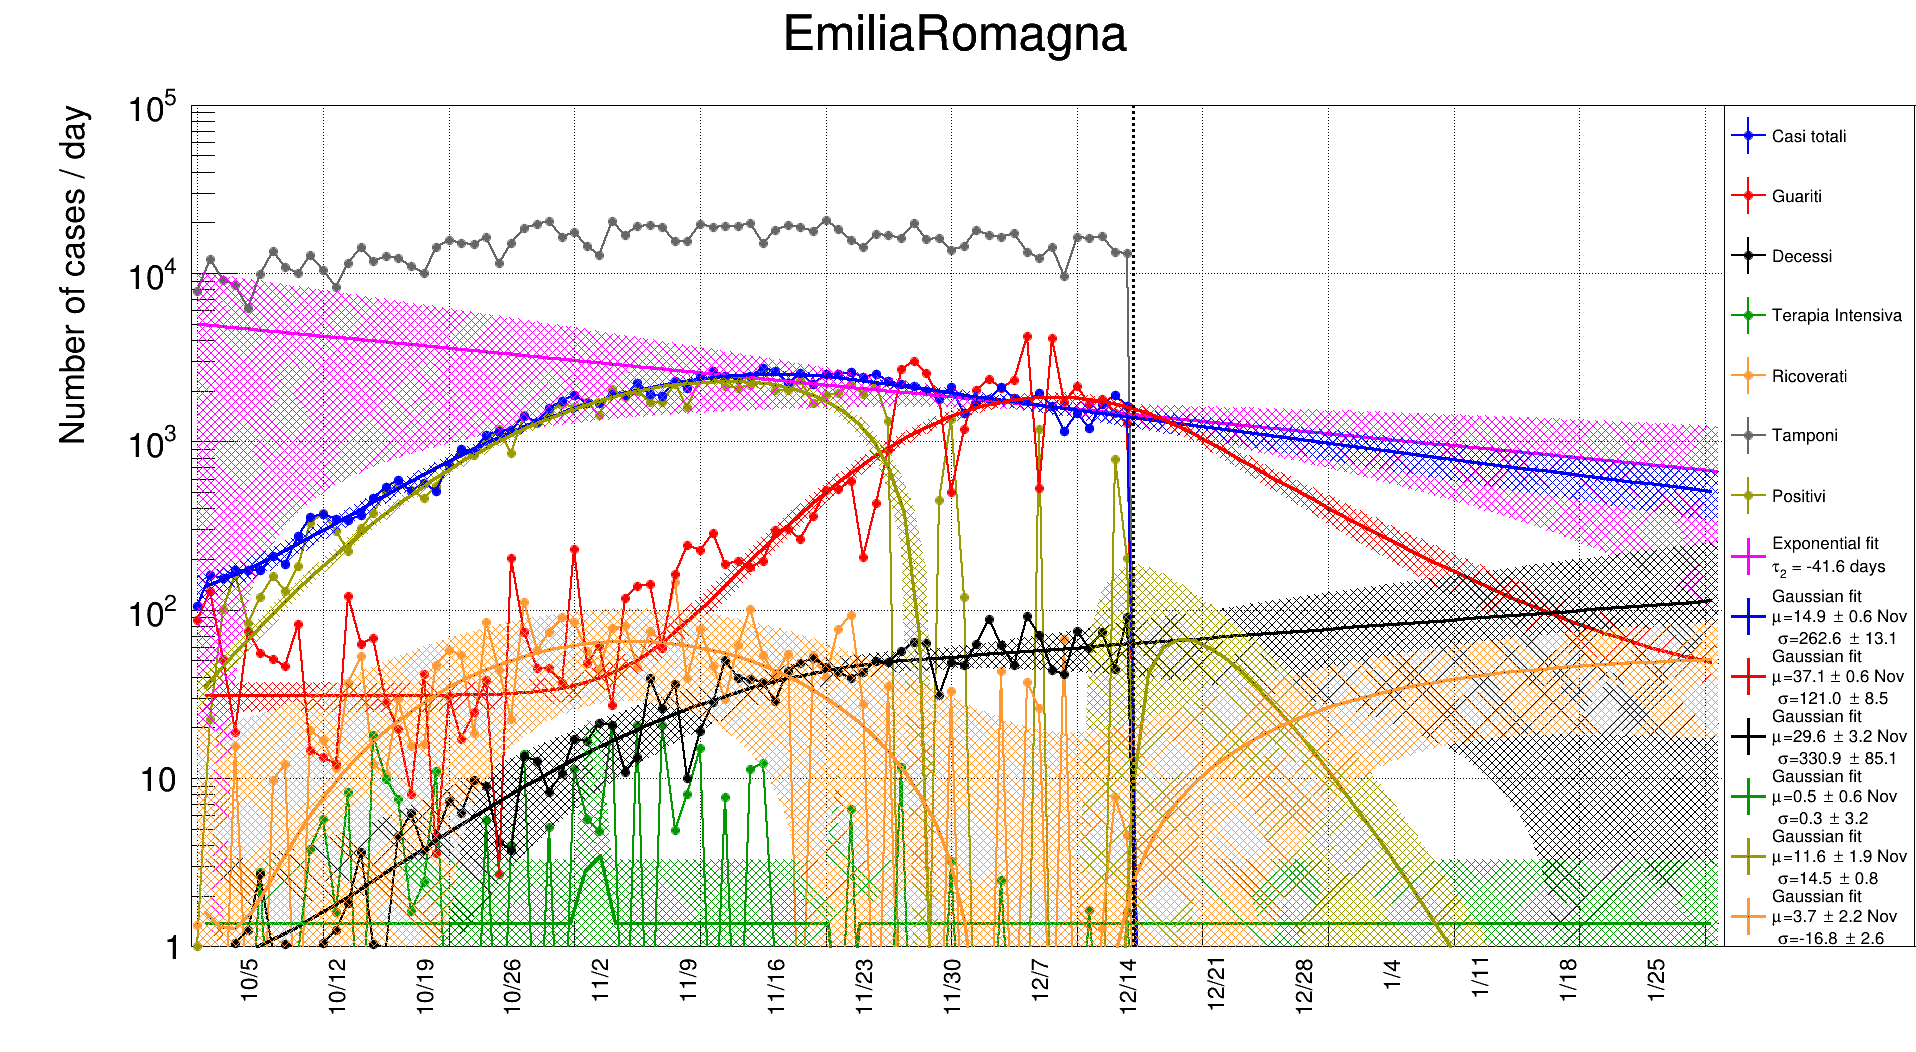 EmiliaRomagna
Number of cases / day
10^5
10^4
10^3
10^2
10
1
10/5
10/12
10/19
10/26
11/2
11/9
11/16
11/23
11/30
12/7
12/14
12/21
12/28
1/4
1/11
1/18
1/25
Casi totali
Guariti
Decessi
Terapia Intensiva
Ricoverati
Tamponi
Positivi
Exponential fit
τ₂ = -41.6 days
Gaussian fit
μ=14.9 ± 0.6 Nov
σ=262.6 ± 13.1
Gaussian fit
μ=37.1 ± 0.6 Nov
σ=121.0 ± 8.5
Gaussian fit
μ=29.6 ± 3.2 Nov
σ=330.9 ± 85.1
Gaussian fit
μ=0.5 ± 0.6 Nov
σ=0.3 ± 3.2
Gaussian fit
μ=11.6 ± 1.9 Nov
σ=14.5 ± 0.8
Gaussian fit
μ=3.7 ± 2.2 Nov
σ=-16.8 ± 2.6